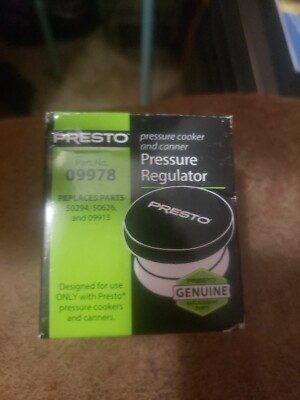 PRESTO®
Part No.
09978
REPLACES PARTS
50294, 50626,
and 09913
Designed for use
ONLY with Presto®
pressure cookers
and canners.
pressure cooker
and canner
Pressure
Regulator
PRESTO®
PRESTO®
GENUINE